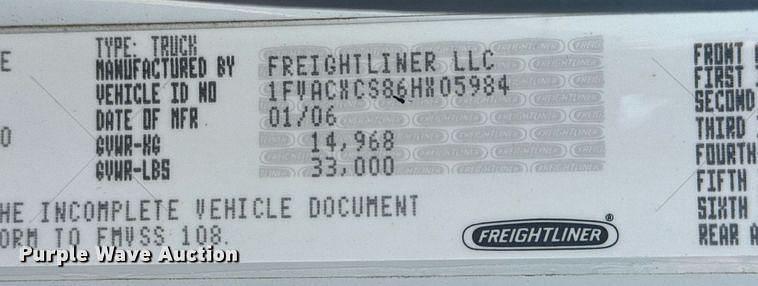 TYPE: TRUCK
E MANUFACTURED BY FREIGHTLINER LLC FRONT
VEHICLE ID NO 1FVACXCS86HX05984 FIRST
DATE OF MFR 01/06 SECOND
0 GVWR-KG 14,968 THIRD
GVWR-LBS 33,000 FOURTH
FIFTH
HE INCOMPLETE VEHICLE DOCUMENT SIXTH
ORM TO FMVSS 108. FREIGHTLINER® REAR A
Purple Wave Auction